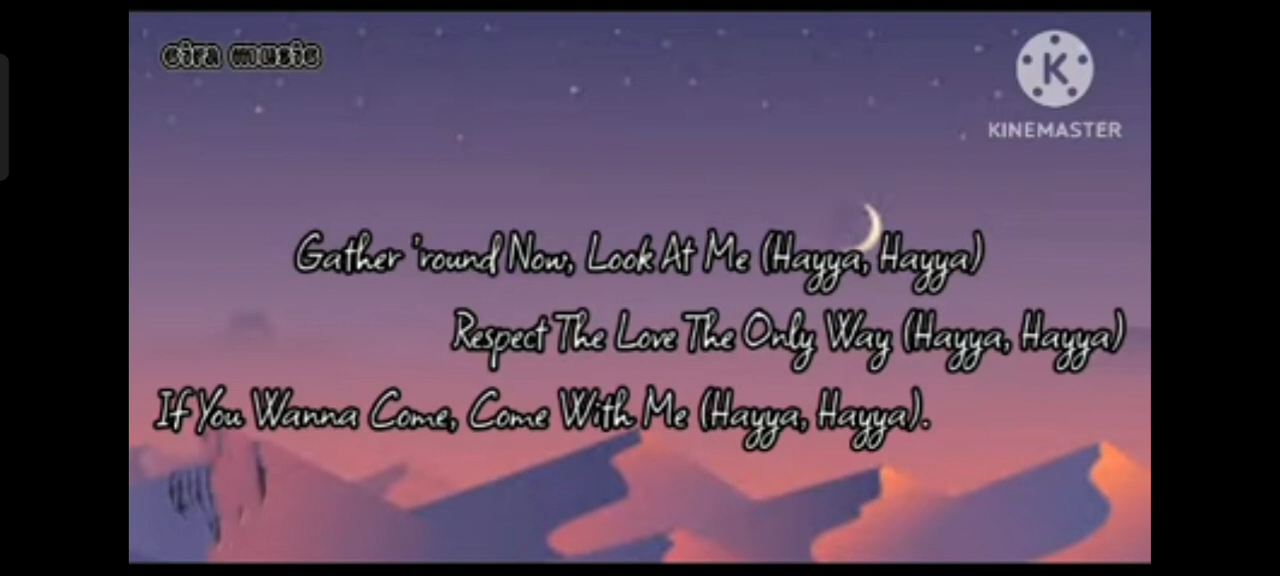 eira music
KINEMASTER
Gather 'round Now, Look At Me (Hayya, Hayya)
Respect The Love The Only Way (Hayya, Hayya)
If You Wanna Come, Come With Me (Hayya, Hayya).